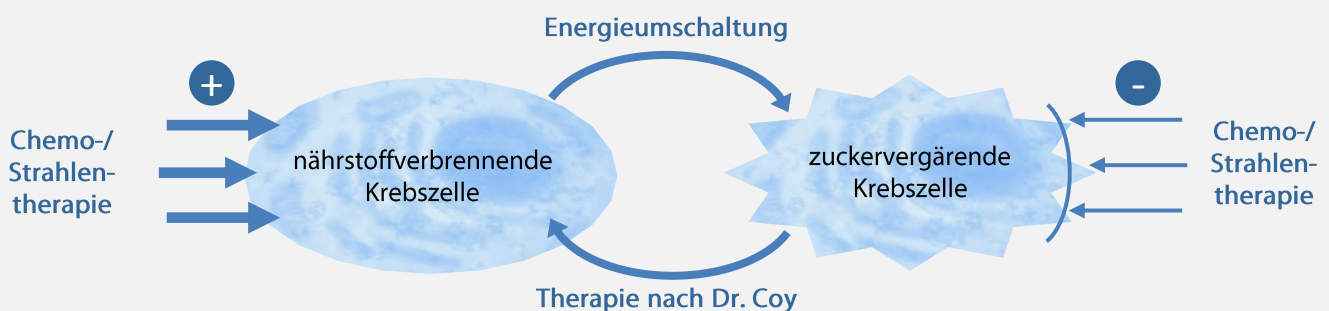 Energieumschaltung
+
-
Chemo-/
Strahlen-
therapie
nährstoffverbrennende
Krebszelle
zuckervergärende
Krebszelle
Chemo-/
Strahlen-
therapie
Therapie nach Dr. Coy